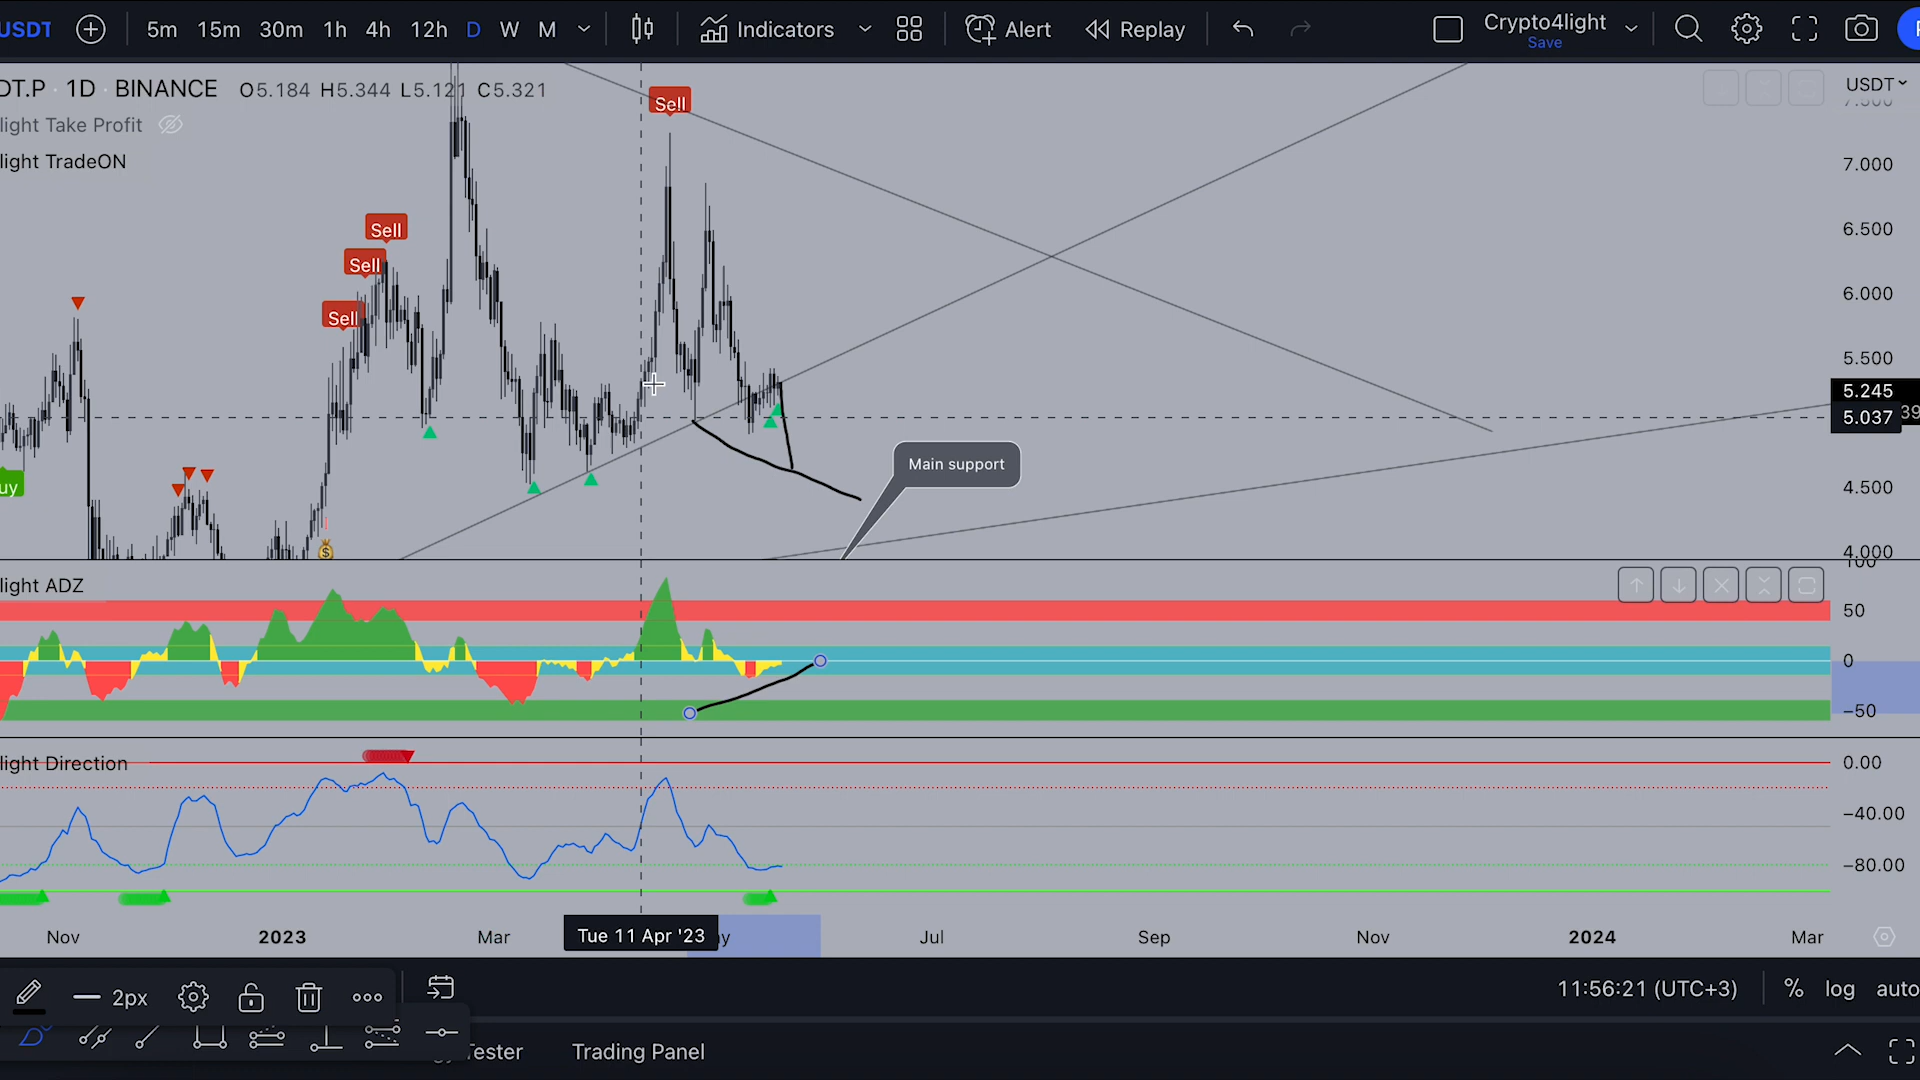 USDT 5m 15m 30m 1h 4h 12h D W M Indicators Alert Replay Crypto4light
Save
DT.P · 1D · BINANCE O5.184 H5.344 L5.121 C5.321
USDT
light Take Profit
light TradeON
7.000
6.500
6.000
5.500
5.245
5.037
4.500
4.000
Sell
Sell
Sell
Sell
uy
$
Main support
light ADZ
100
50
0
−50
light Direction
0.00
−40.00
−80.00
Nov 2023 Mar Tue 11 Apr '23 Jul Sep Nov 2024 Mar
2px
11:56:21 (UTC+3) % log auto
Tester Trading Panel